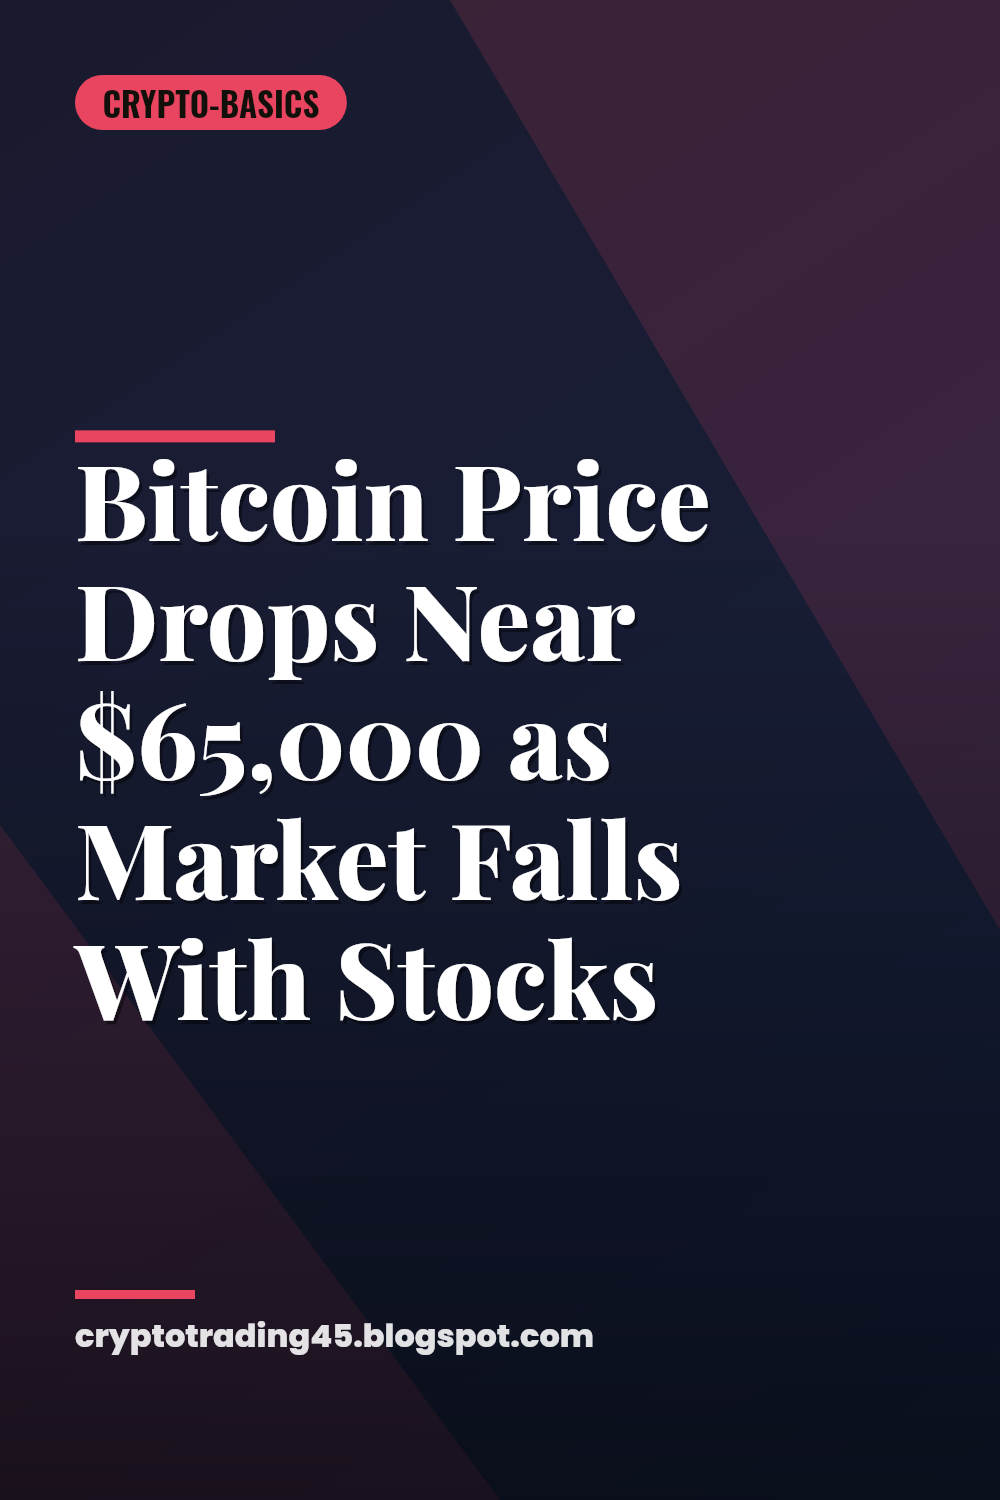 CRYPTO-BASICS
Bitcoin Price
Drops Near
$65,000 as
Market Falls
With Stocks
cryptotrading45.blogspot.com